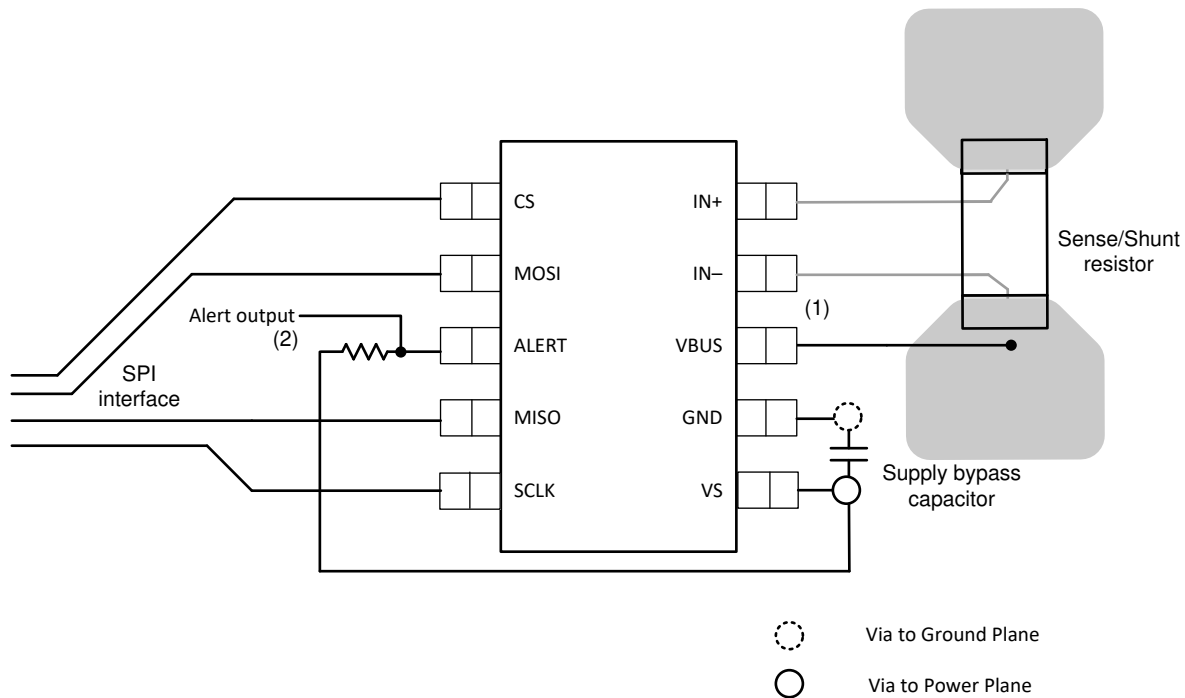 CS
MOSI
ALERT
MISO
SCLK
IN+
IN–
VBUS
GND
VS
Alert output
(2)
SPI
interface
(1)
Sense/Shunt
resistor
Supply bypass
capacitor
Via to Ground Plane
Via to Power Plane